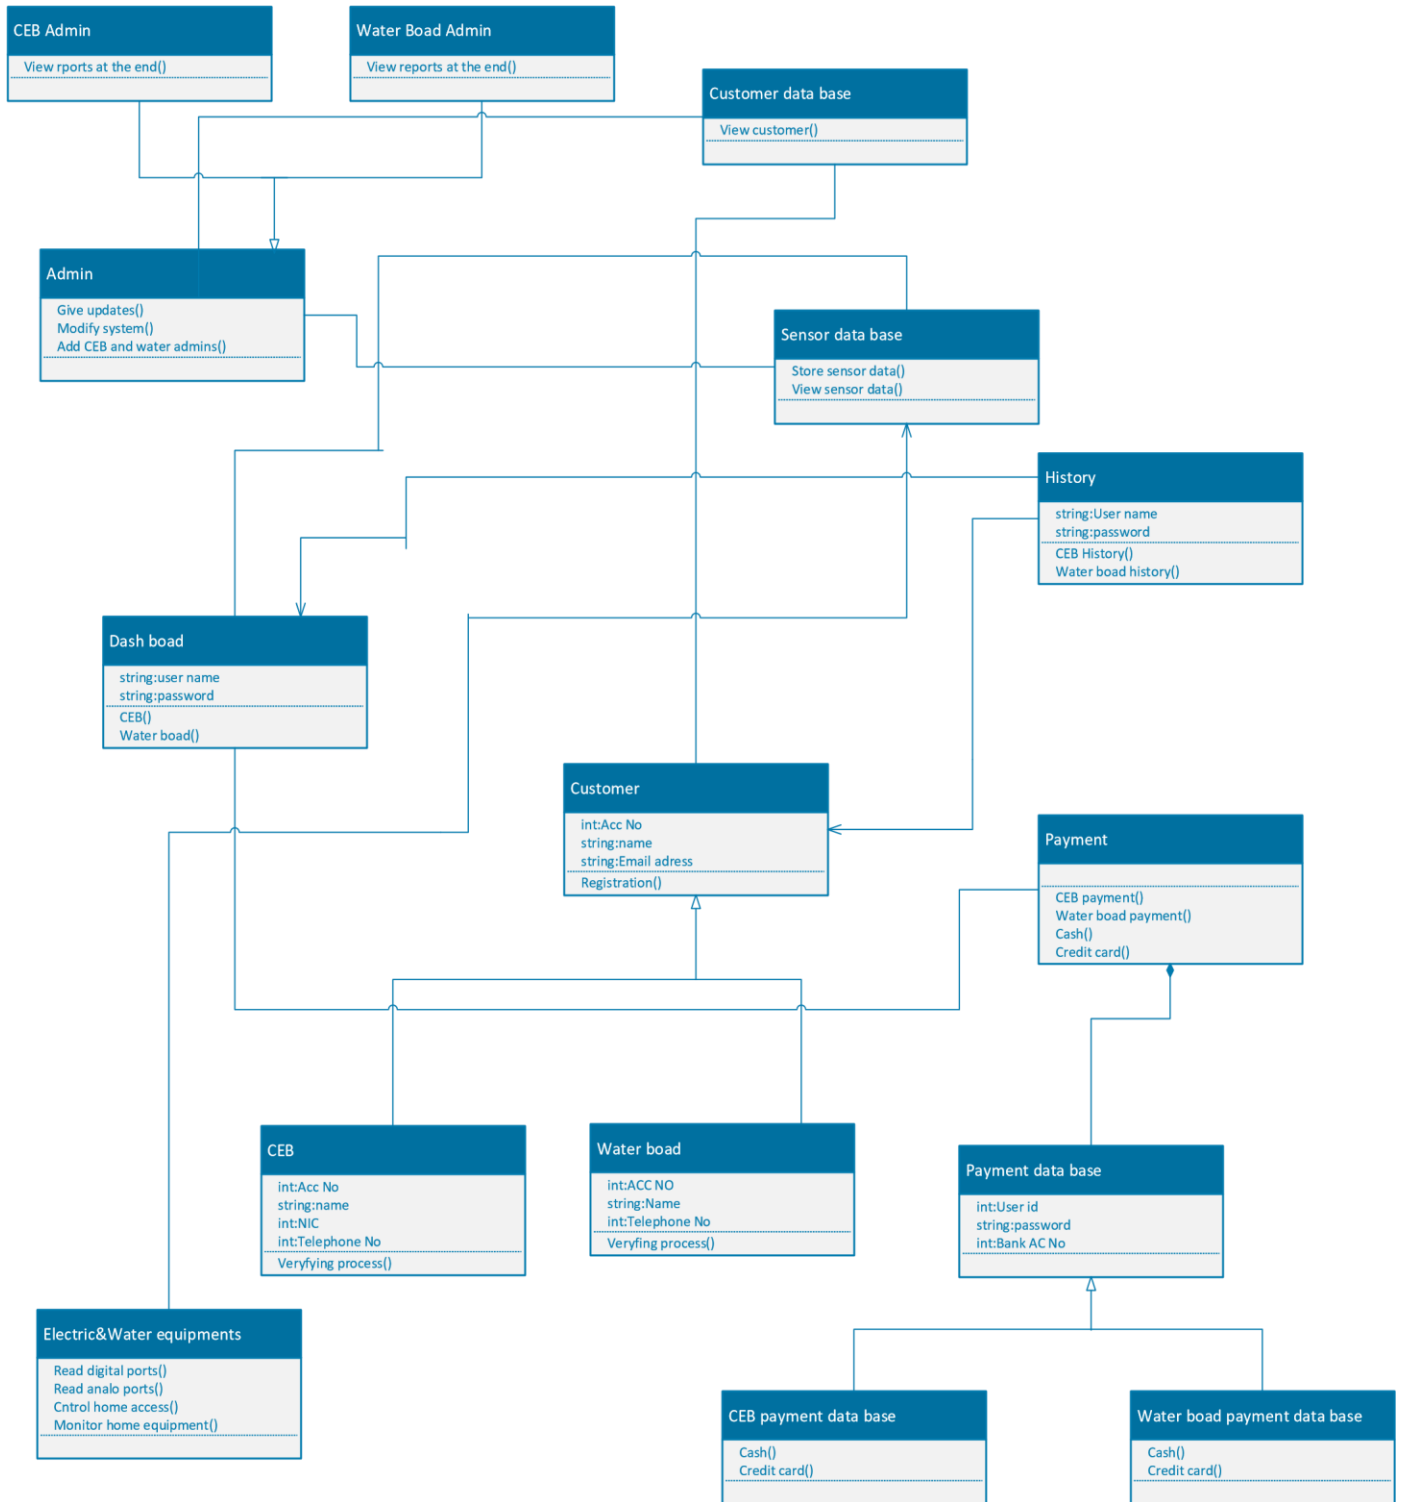 CEB Admin
View rports at the end()
Water Boad Admin
View reports at the end()
Customer data base
View customer()
Admin
Give updates()
Modify system()
Add CEB and water admins()
Sensor data base
Store sensor data()
View sensor data()
History
string:User name
string:password
CEB History()
Water boad history()
Dash boad
string:user name
string:password
CEB()
Water boad()
Customer
int:Acc No
string:name
string:Email adress
Registration()
Payment
CEB payment()
Water boad payment()
Cash()
Credit card()
CEB
int:Acc No
string:name
int:NIC
int:Telephone No
Veryfying process()
Water boad
int:ACC NO
string:Name
int:Telephone No
Veryfing process()
Payment data base
int:User id
string:password
int:Bank AC No
Electric&Water equipments
Read digital ports()
Read analo ports()
Cntrol home access()
Monitor home equipment()
CEB payment data base
Cash()
Credit card()
Water boad payment data base
Cash()
Credit card()